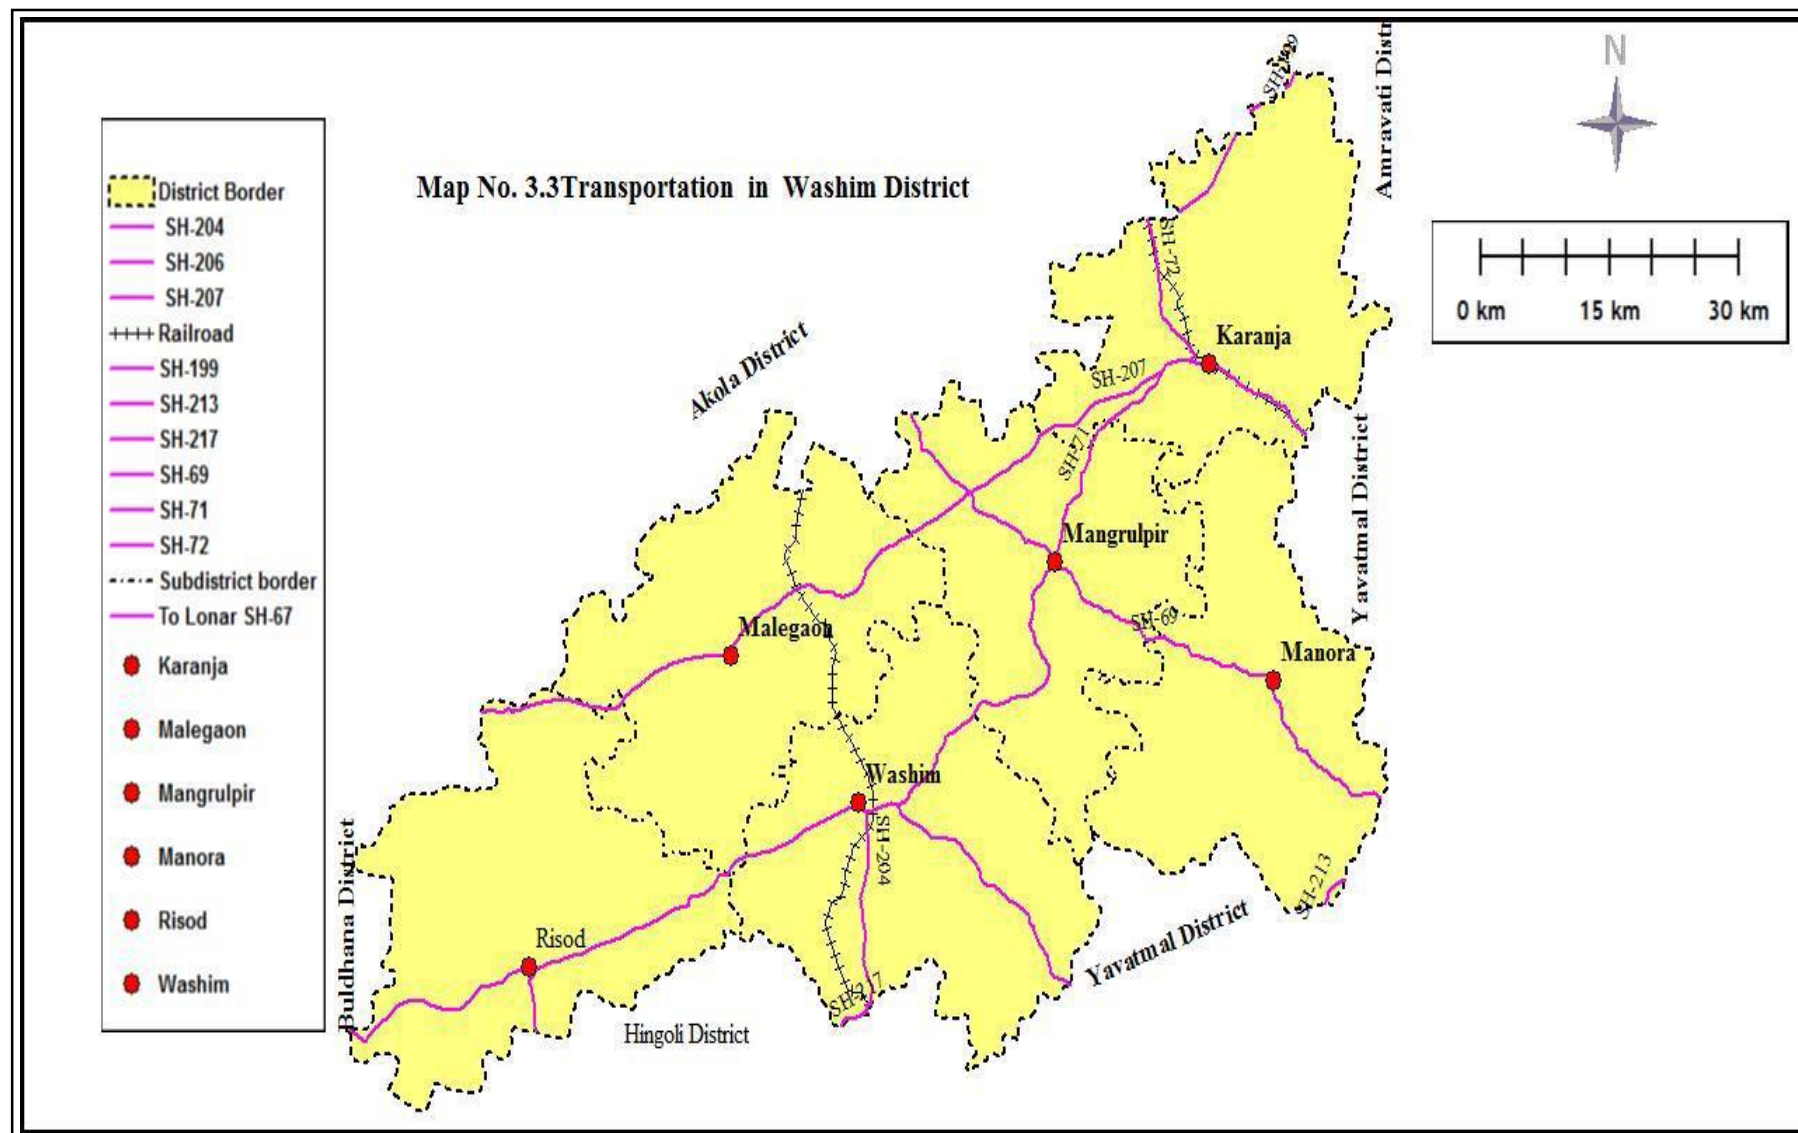 Map No. 3.3Transportation in Washim District
District Border
SH-204
SH-206
SH-207
Railroad
SH-199
SH-213
SH-217
SH-69
SH-71
SH-72
Subdistrict border
To Lonar SH-67
Karanja
Malegaon
Mangrulpir
Manora
Risod
Washim
N
0 km 15 km 30 km
Amravati Distri
SH-72
Karanja
Akola District
SH-207
SH-71
Yavatmal District
Mangrulpir
SH-69
Malegaon
Manora
Washim
SH-204
Buldhana District
SH-213
Risod
Yavatmal District
SH-217
Hingoli District